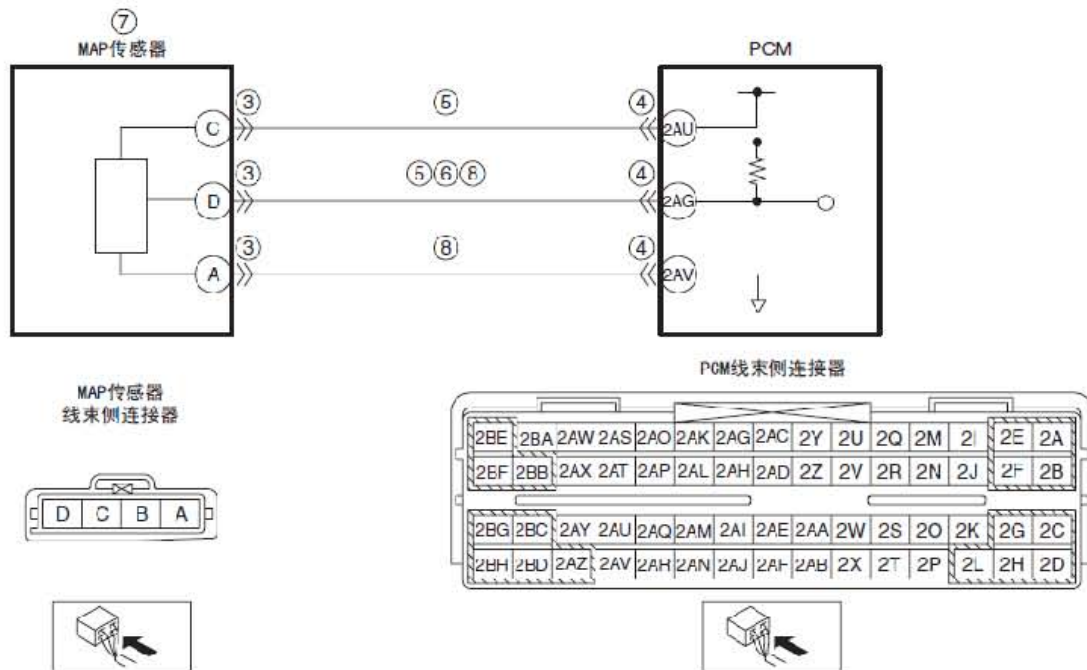 ⑦
MAP传感器
PCM
③ ⑤ ④
C 2AU
③ ⑤⑥⑧ ④
D 2AG
③ ⑧ ④
A 2AV
PCM线束侧连接器
MAP传感器
线束侧连接器
2BE 2BA 2AW 2AS 2AO 2AK 2AG 2AC 2Y 2U 2Q 2M 2I 2E 2A
2BF 2BB 2AX 2AT 2AP 2AL 2AH 2AD 2Z 2V 2R 2N 2J 2F 2B
D C B A
2BG 2BC 2AY 2AU 2AQ 2AM 2AI 2AE 2AA 2W 2S 2O 2K 2G 2C
2BH 2BD 2AZ 2AV 2AR 2AN 2AJ 2AF 2AB 2X 2T 2P 2L 2H 2D